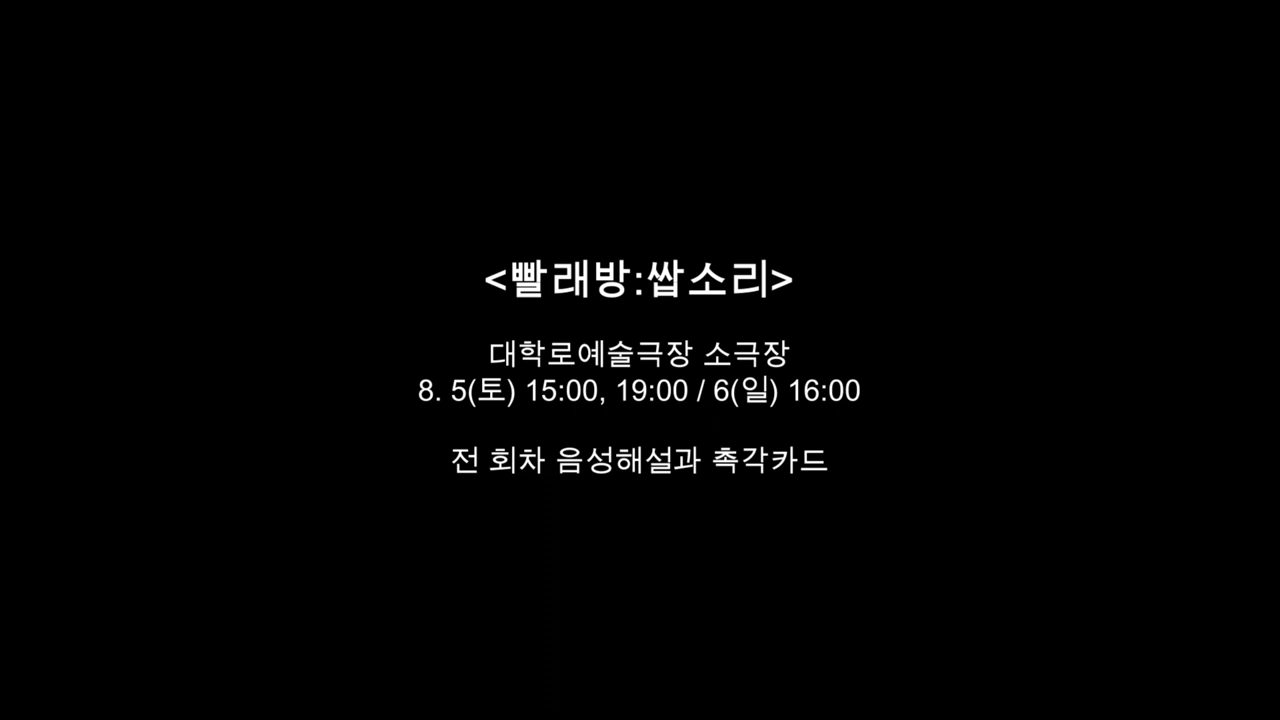 <빨래방:쌉소리>
대학로예술극장 소극장
8. 5(토) 15:00, 19:00 / 6(일) 16:00
전 회차 음성해설과 촉각카드